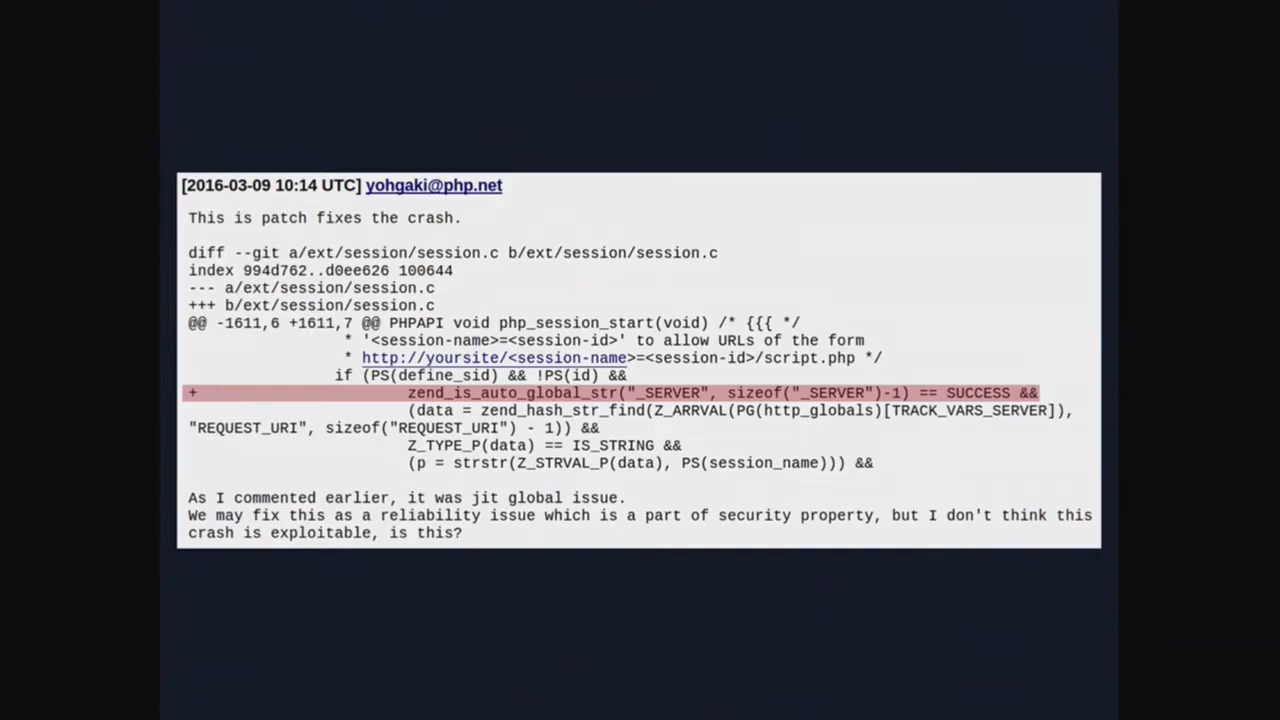 [2016-03-09 10:14 UTC] yohgaki@php.net
This is patch fixes the crash.
diff --git a/ext/session/session.c b/ext/session/session.c
index 994d762..d0ee626 100644
--- a/ext/session/session.c
+++ b/ext/session/session.c
@@ -1611,6 +1611,7 @@ PHPAPI void php_session_start(void) /* {{{ */
* '<session-name>=<session-id>' to allow URLs of the form
* http://yoursite/<session-name>=<session-id>/script.php */
if (PS(define_sid) && !PS(id) &&
+ zend_is_auto_global_str("_SERVER", sizeof("_SERVER")-1) == SUCCESS &&
(data = zend_hash_str_find(Z_ARRVAL(PG(http_globals)[TRACK_VARS_SERVER]),
"REQUEST_URI", sizeof("REQUEST_URI") - 1)) &&
Z_TYPE_P(data) == IS_STRING &&
(p = strstr(Z_STRVAL_P(data), PS(session_name))) &&
As I commented earlier, it was jit global issue.
We may fix this as a reliability issue which is a part of security property, but I don't think this
crash is exploitable, is this?